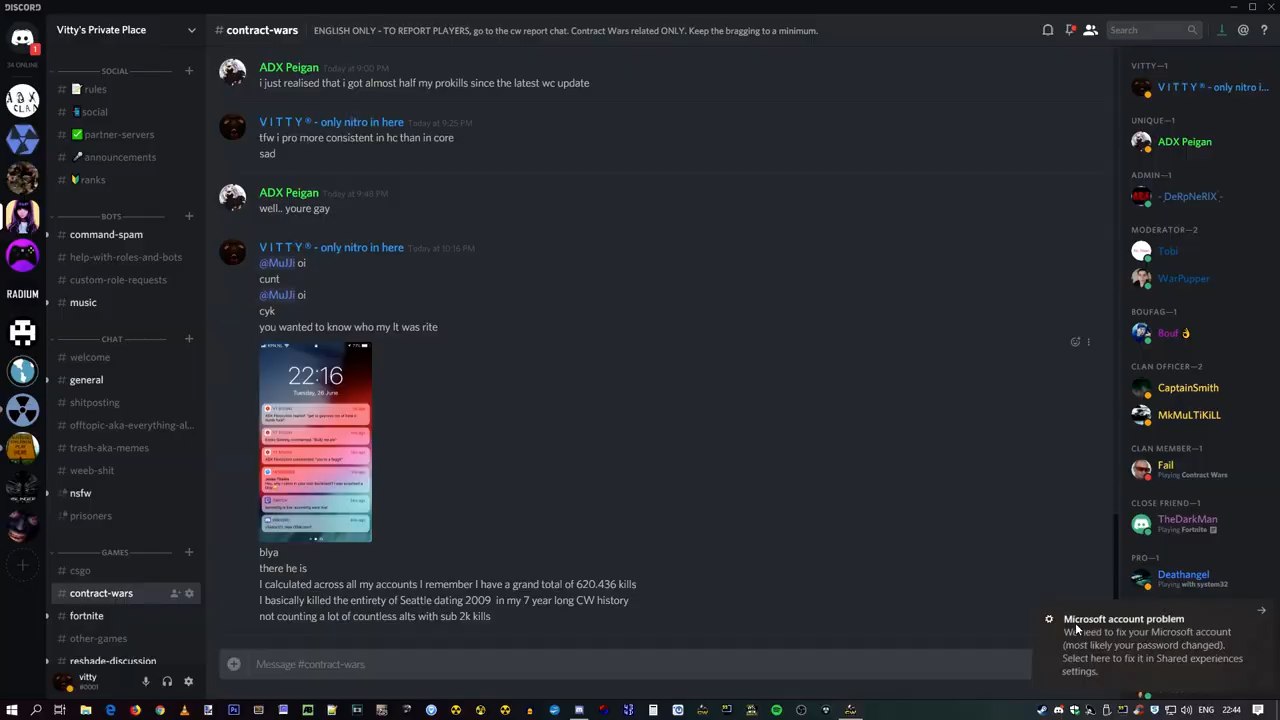 DISCORD
Vitty's Private Place
# contract-wars
ENGLISH ONLY - TO REPORT PLAYERS, go to the cw report chat. Contract Wars related ONLY. Keep the bragging to a minimum.
Search
1
34 ONLINE
ADX
CLAN
RADIUM
SOCIAL
rules
social
partner-servers
announcements
ranks
BOTS
# command-spam
# help-with-roles-and-bots
# custom-role-requests
# music
CHAT
# welcome
# general
# shitposting
# offtopic-aka-everything-al...
# trash-aka-memes
# weeb-shit
nsfw
prisoners
GAMES
# csgo
# contract-wars
# fortnite
# other-games
# reshade-discussion
vitty
#0001
ADX Peigan Today at 9:00 PM
i just realised that i got almost half my prokills since the latest wc update
V I T T Y ® - only nitro in here Today at 9:25 PM
tfw i pro more consistent in hc than in core
sad
ADX Peigan Today at 9:48 PM
well.. youre gay
V I T T Y ® - only nitro in here Today at 10:16 PM
@MuJJi oi
cunt
@MuJJi oi
cyk
you wanted to know who my lt was rite
22:16
Tuesday, 26 June
blya
there he is
I calculated across all my accounts I remember I have a grand total of 620.436 kills
I basically killed the entirety of Seattle dating 2009 in my 7 year long CW history
not counting a lot of countless alts with sub 2k kills
Message #contract-wars
VITTY—1
V I T T Y ® - only nitro i...
UNIQUE—1
ADX Peigan
ADMIN—1
- DeRpNeRIX -
MODERATOR—2
Tobi
WarPupper
BOUFAG—1
Bouf 👌
CLAN OFFICER—2
CaptainSmith
MkMuLTiKiLL
CLAN MEMBER—1
Fail
Playing Contract Wars
CLOSE FRIEND—1
TheDarkMan
Playing Fortnite
PRO—1
Deathangel
Playing with system32
Microsoft account problem
We need to fix your Microsoft account
(most likely your password changed).
Select here to fix it in Shared experiences
settings.
ENG
22:44